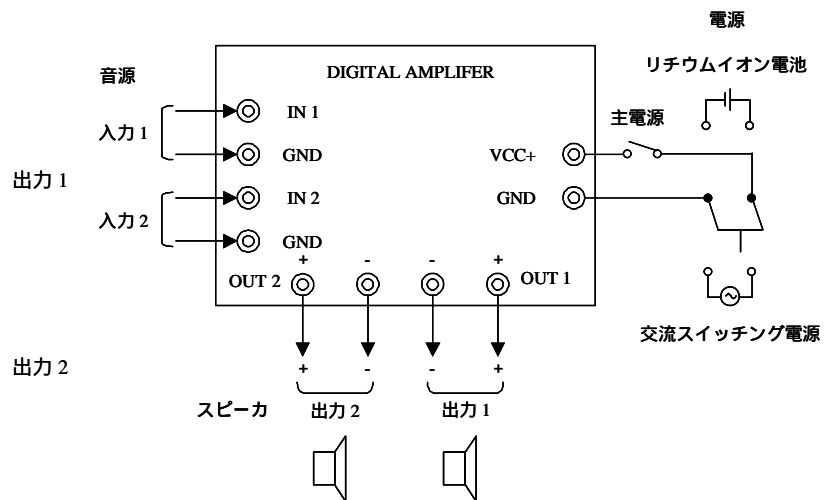 電源
リチウムイオン電池
音源
DIGITAL AMPLIFER
主電源
入力 1
IN 1
GND
VCC+
出力 1
入力 2
IN 2
GND
GND
+ - - +
OUT 2
OUT 1
交流スイッチング電源
出力 2
+ - - +
スピーカ
出力 2
出力 1